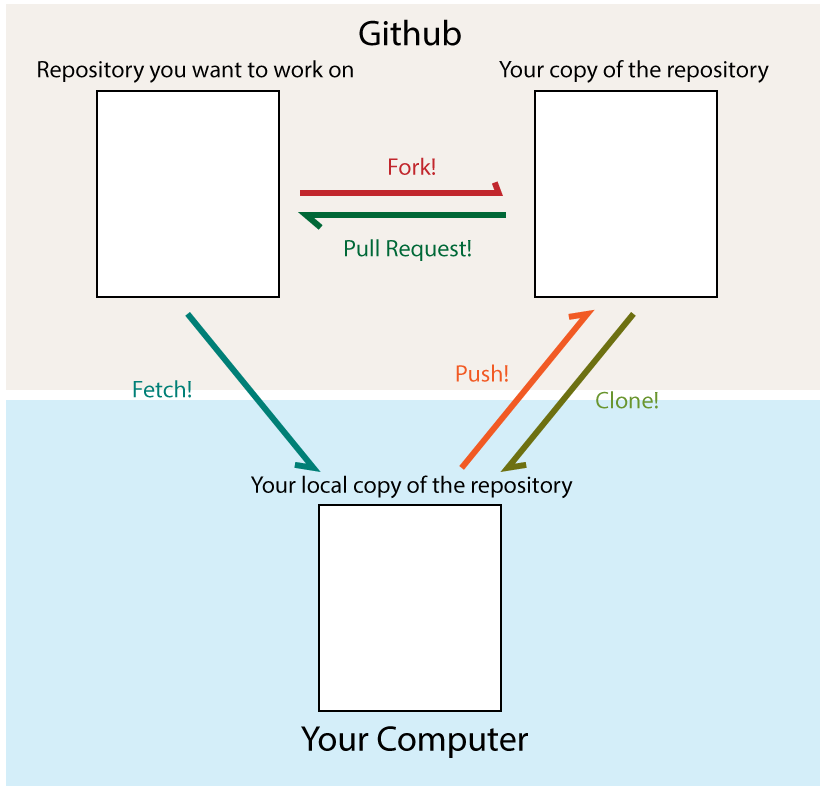 Github
Repository you want to work on
Your copy of the repository
Fork!
Pull Request!
Fetch!
Push!
Clone!
Your local copy of the repository
Your Computer